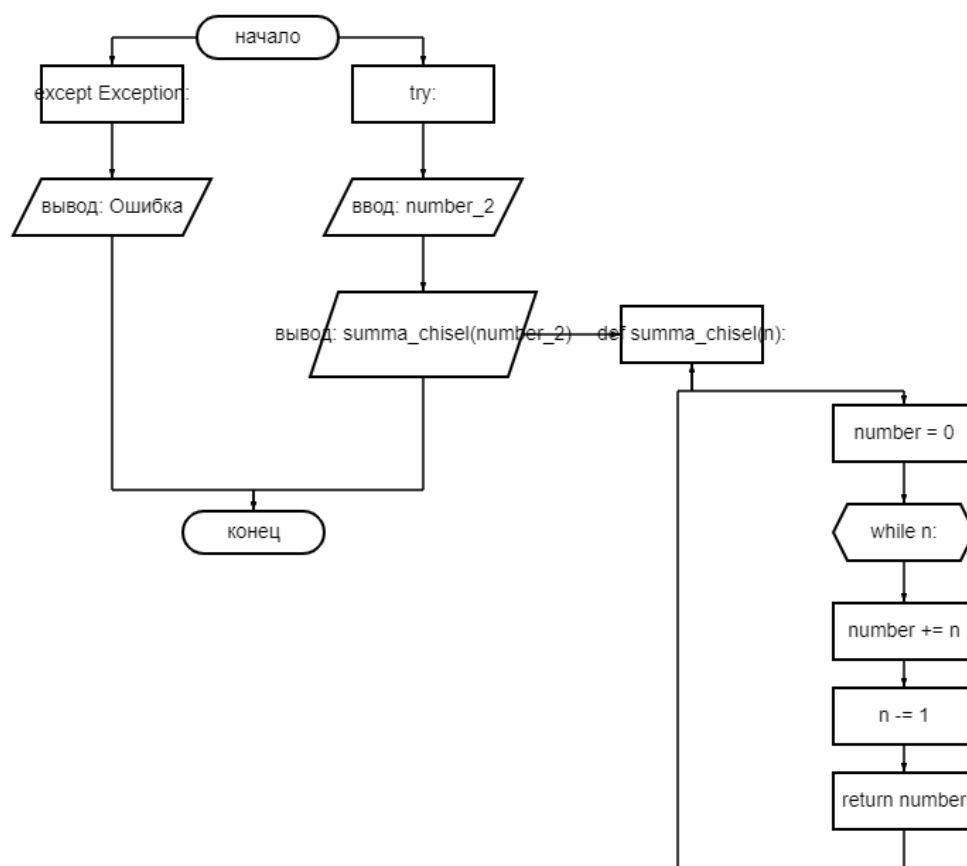 начало
except Exception:
try:
вывод: Ошибка
ввод: number_2
вывод: summa_chisel(number_2)
def summa_chisel(n):
number = 0
конец
while n:
number += n
n -= 1
return number